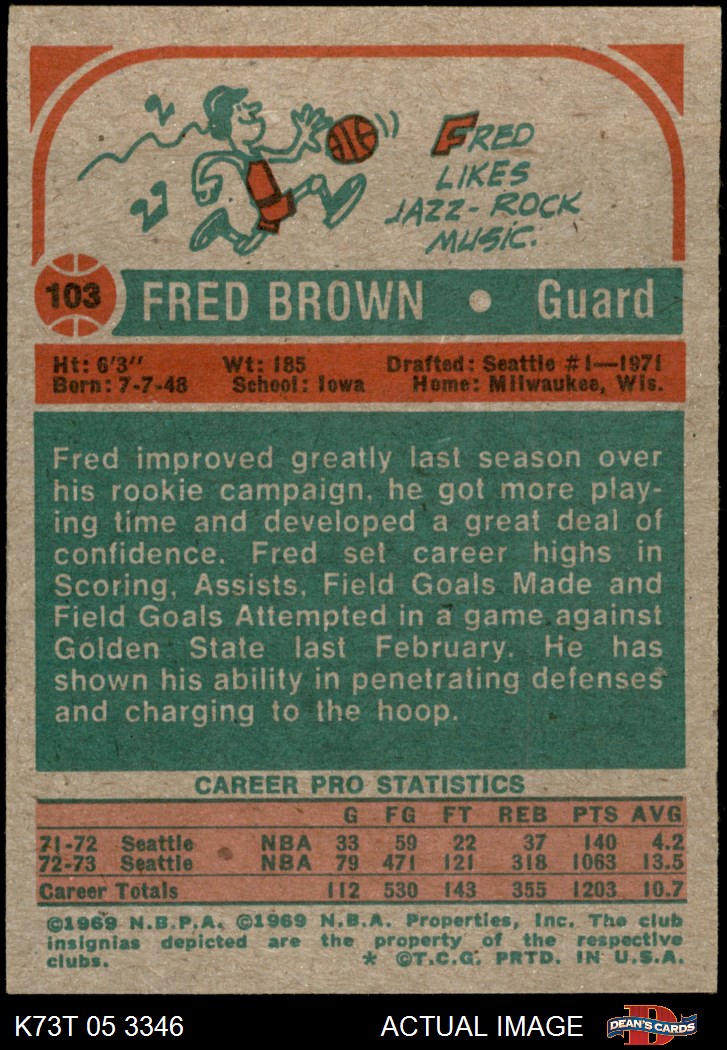 FRED
LIKES
JAZZ-ROCK
MUSIC.
103
FRED BROWN • Guard
Ht: 6'3" Wt: 185 Drafted: Seattle #1—1971
Born: 7-7-48 School: Iowa Home: Milwaukee, Wis.
Fred improved greatly last season over
his rookie campaign, he got more play-
ing time and developed a great deal of
confidence. Fred set career highs in
Scoring, Assists, Field Goals Made and
Field Goals Attempted in a game against
Golden State last February. He has
shown his ability in penetrating defenses
and charging to the hoop.
CAREER PRO STATISTICS
G FG FT REB PTS AVG
71-72 Seattle NBA 33 59 22 37 140 4.2
72-73 Seattle NBA 79 471 121 318 1063 13.5
Career Totals 112 530 143 355 1203 10.7
©1969 N.B.P.A. ©1969 N.B.A. Properties, Inc. The club
insignias depicted are the property of the respective
clubs. * ©T.C.G. PRTD. IN U.S.A.
K73T 05 3346 ACTUAL IMAGE DEAN'S CARDS